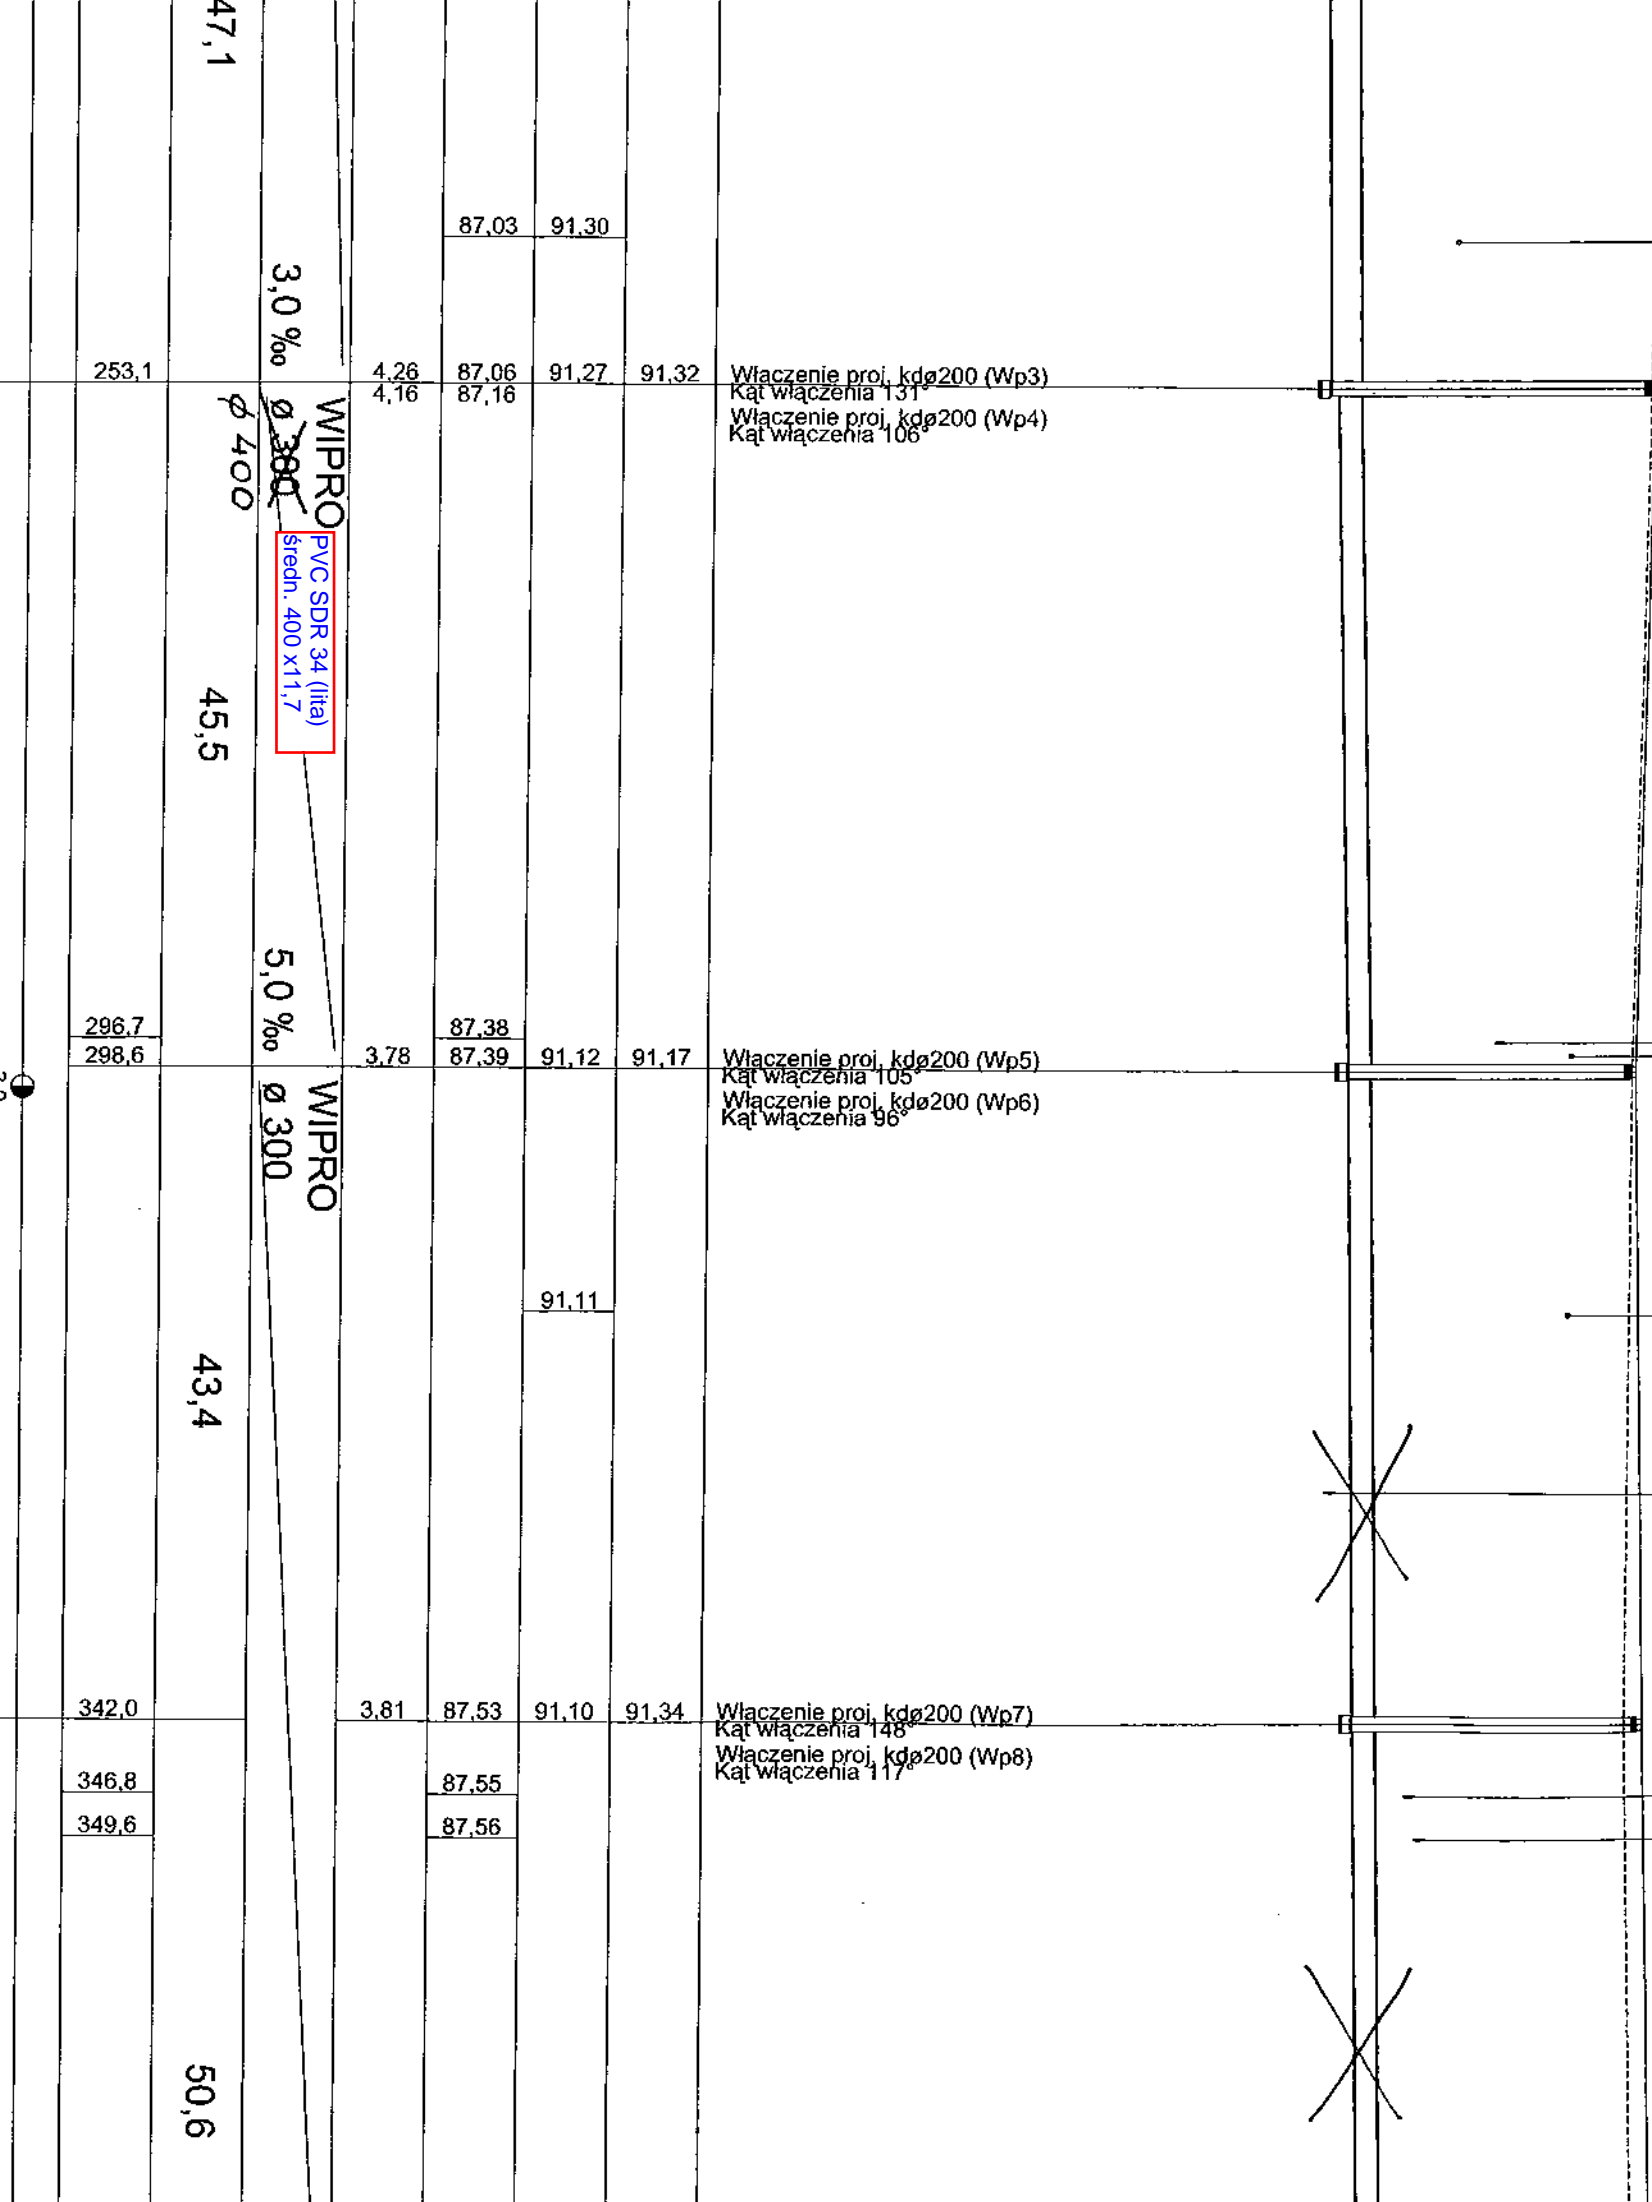 47,1
87,03 91,30
3,0 ‰
253,1 4,26 87,06 91,27 91,32 Włączenie proj. kdø200 (Wp3)
4,16 87,16 Kąt włączenia 131°
Włączenie proj. kdø200 (Wp4)
Kąt włączenia 106°
WIPRO
ø 300
ø 400
PVC SDR 34 (lita)
średn. 400 x11,7
45,5
5,0 ‰
296,7 87,38
298,6 3,78 87,39 91,12 91,17 Włączenie proj. kdø200 (Wp5)
Kąt włączenia 105°
Włączenie proj. kdø200 (Wp6)
Kąt włączenia 96°
WIPRO
ø 300
91,11
43,4
342,0 3,81 87,53 91,10 91,34 Włączenie proj. kdø200 (Wp7)
Kąt włączenia 148°
Włączenie proj. kdø200 (Wp8)
Kąt włączenia 117°
346,8 87,55
349,6 87,56
50,6